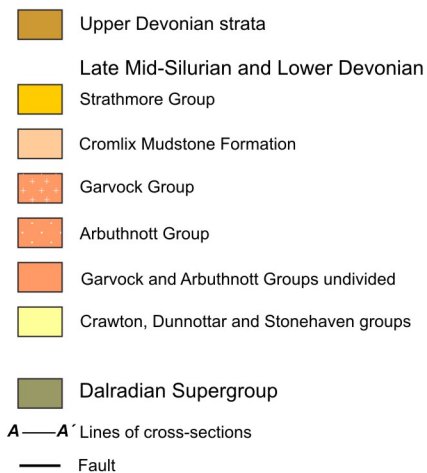 Upper Devonian strata
Late Mid-Silurian and Lower Devonian
Strathmore Group
Cromlix Mudstone Formation
Garvock Group
Arbuthnott Group
Garvock and Arbuthnott Groups undivided
Crawton, Dunnottar and Stonehaven groups
Dalradian Supergroup
A A´ Lines of cross-sections
Fault